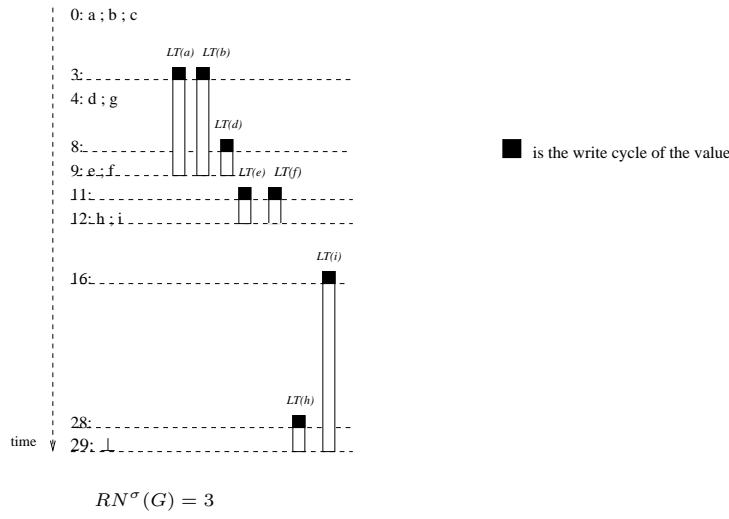 0: a ; b ; c
LT(a) LT(b)
3:
4: d ; g
LT(d)
8:
is the write cycle of the value
9: e ; f
LT(e) LT(f)
11:
12: h ; i
LT(i)
16:
LT(h)
28:
time
29: ⊥
RN^σ(G) = 3